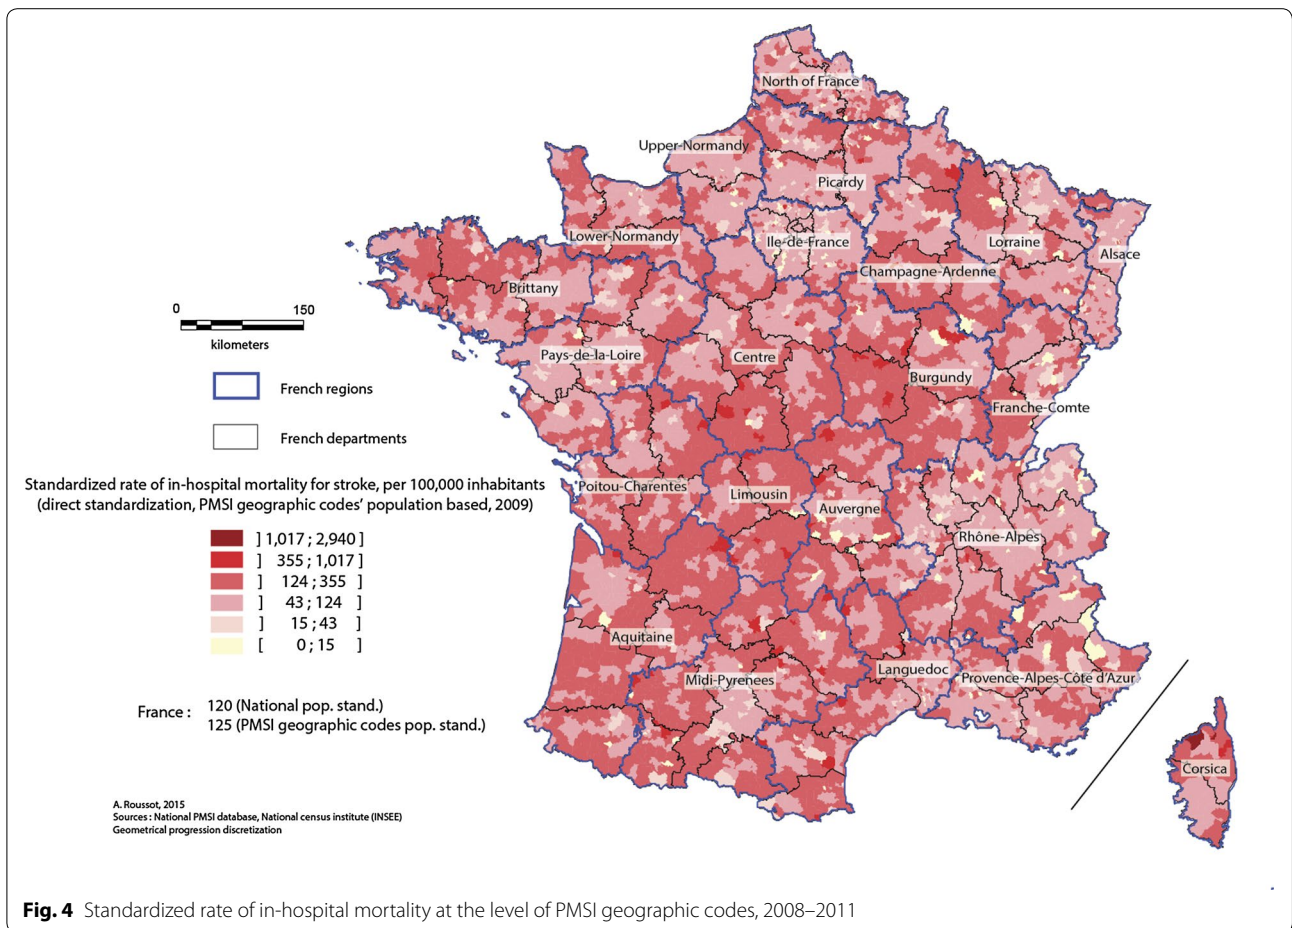 North of France
Upper-Normandy
Picardy
Lower-Normandy
Ile-de-France
Lorraine
Alsace
Champagne-Ardenne
Brittany
0 150
kilometers
Pays-de-la-Loire
Centre
Burgundy
French regions
Franche-Comte
French departments
Standardized rate of in-hospital mortality for stroke, per 100,000 inhabitants
(direct standardization, PMSI geographic codes' population based, 2009)
Poitou-Charentes
Limousin
Auvergne
Rhône-Alpes
] 1,017 ; 2,940 ]
] 355 ; 1,017 ]
] 124 ; 355 ]
] 43 ; 124 ]
] 15 ; 43 ]
[ 0 ; 15 ]
Aquitaine
Midi-Pyrenees
Languedoc
Provence-Alpes-Côte d'Azur
France : 120 (National pop. stand.)
125 (PMSI geographic codes pop. stand.)
Corsica
A. Roussot, 2015
Sources : National PMSI database, National census institute (INSEE)
Geometrical progression discretization
Fig. 4 Standardized rate of in-hospital mortality at the level of PMSI geographic codes, 2008–2011